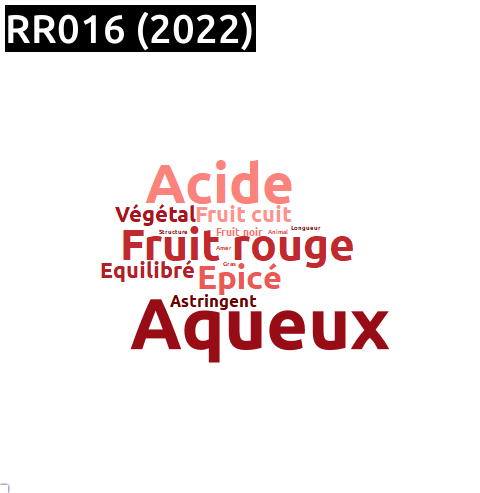 RR016 (2022)
Acide
Végétal Fruit cuit
Structure Fruit noir Animal Longueur
Fruit rouge
Amer
Equilibré Epicé Gras
Astringent
Aqueux